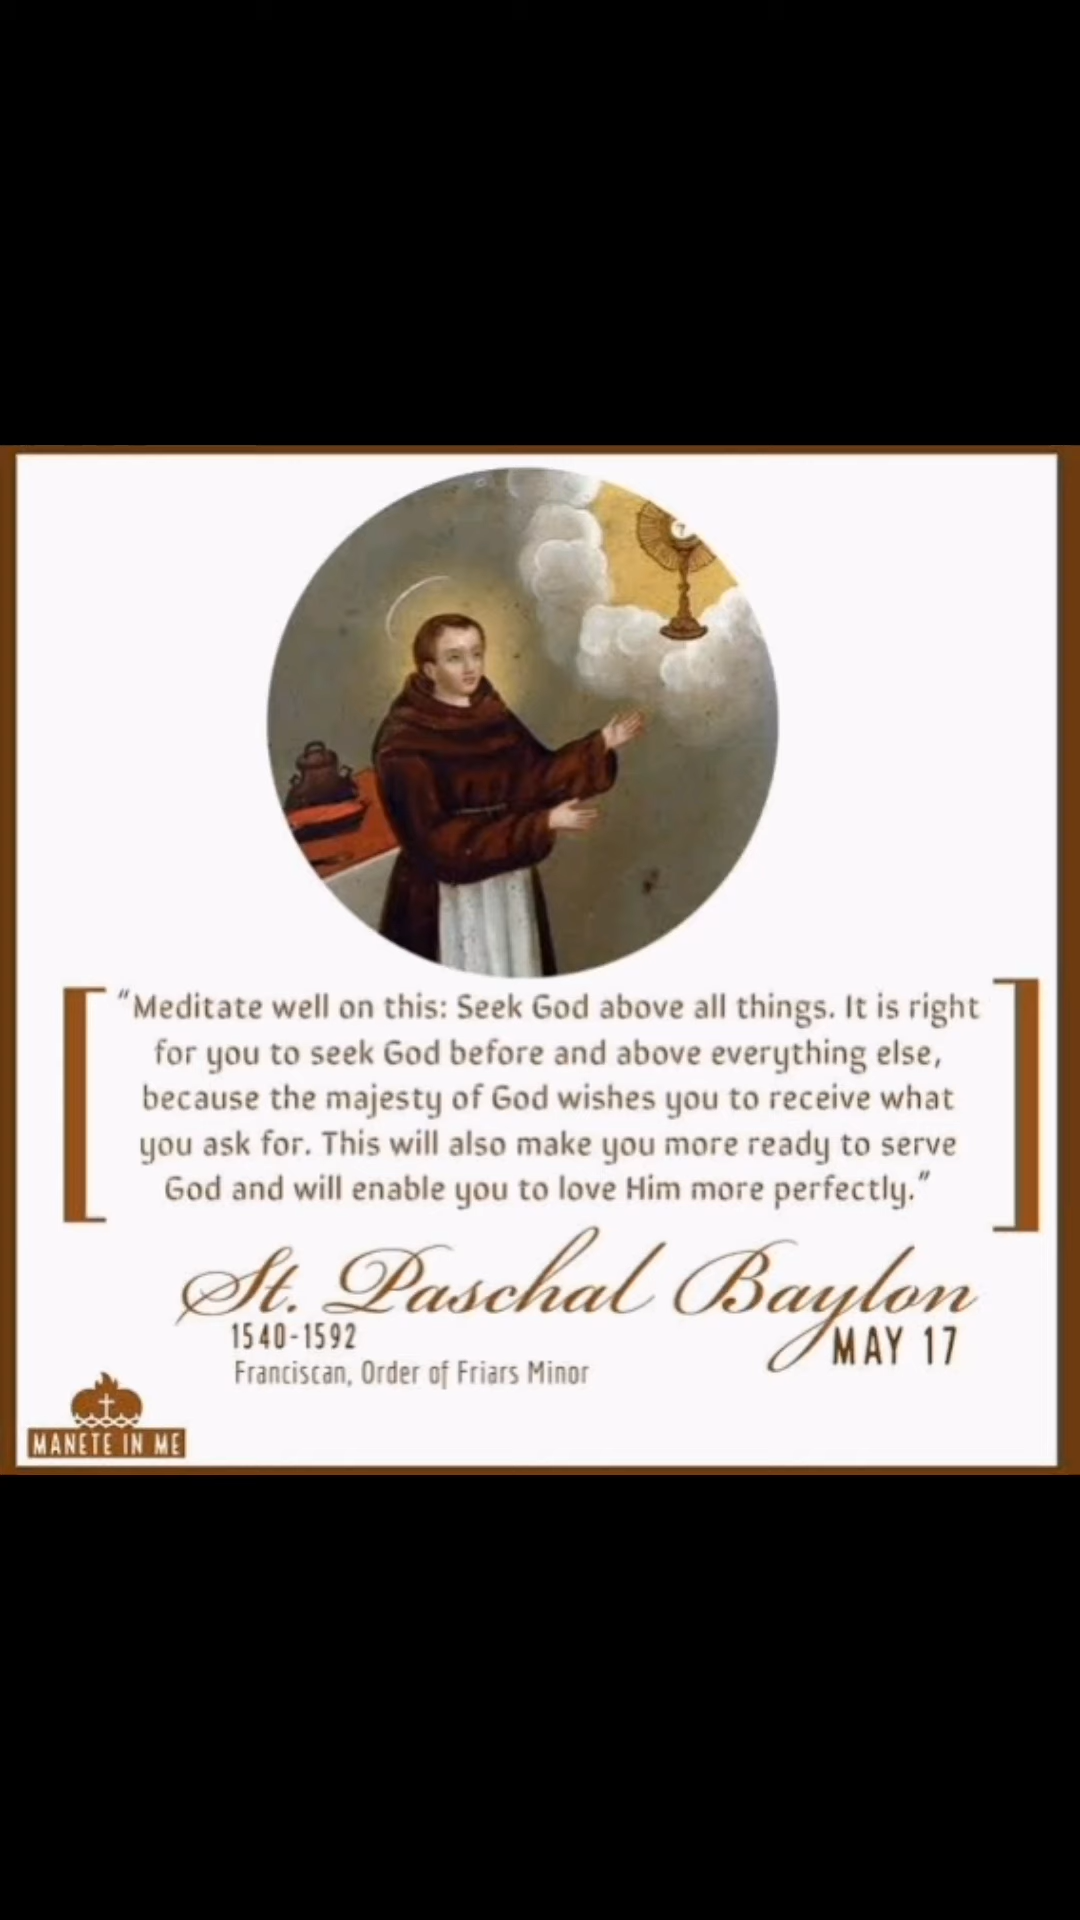 “Meditate well on this: Seek God above all things. It is right
for you to seek God before and above everything else,
because the majesty of God wishes you to receive what
you ask for. This will also make you more ready to serve
God and will enable you to love Him more perfectly.”
St. Paschal Baylon
1540-1592
MAY 17
Franciscan, Order of Friars Minor
MANETE IN ME